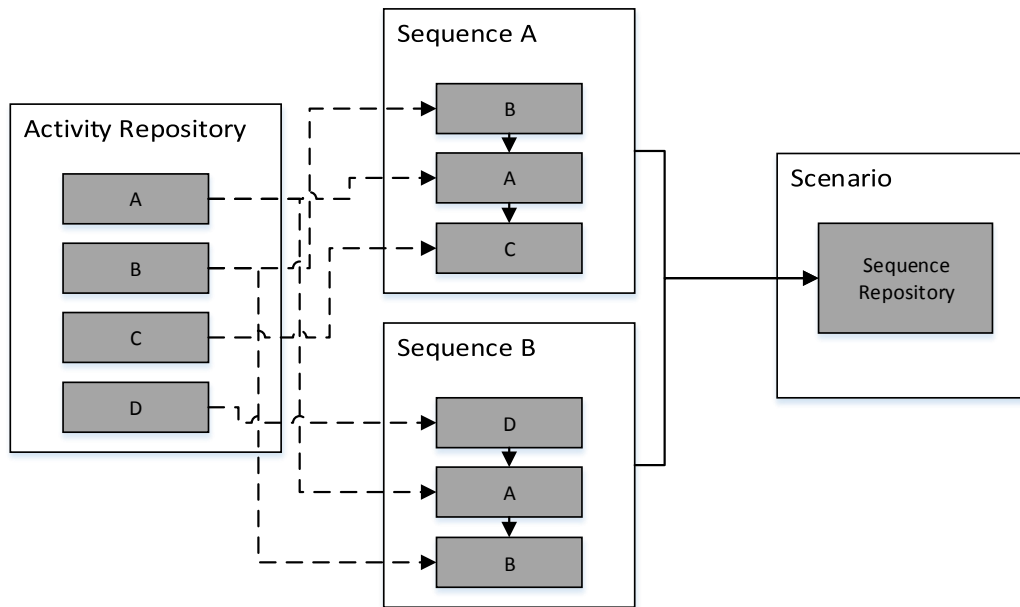 Activity Repository
A
B
C
D
Sequence A
B
A
C
Sequence B
D
A
B
Scenario
Sequence
Repository